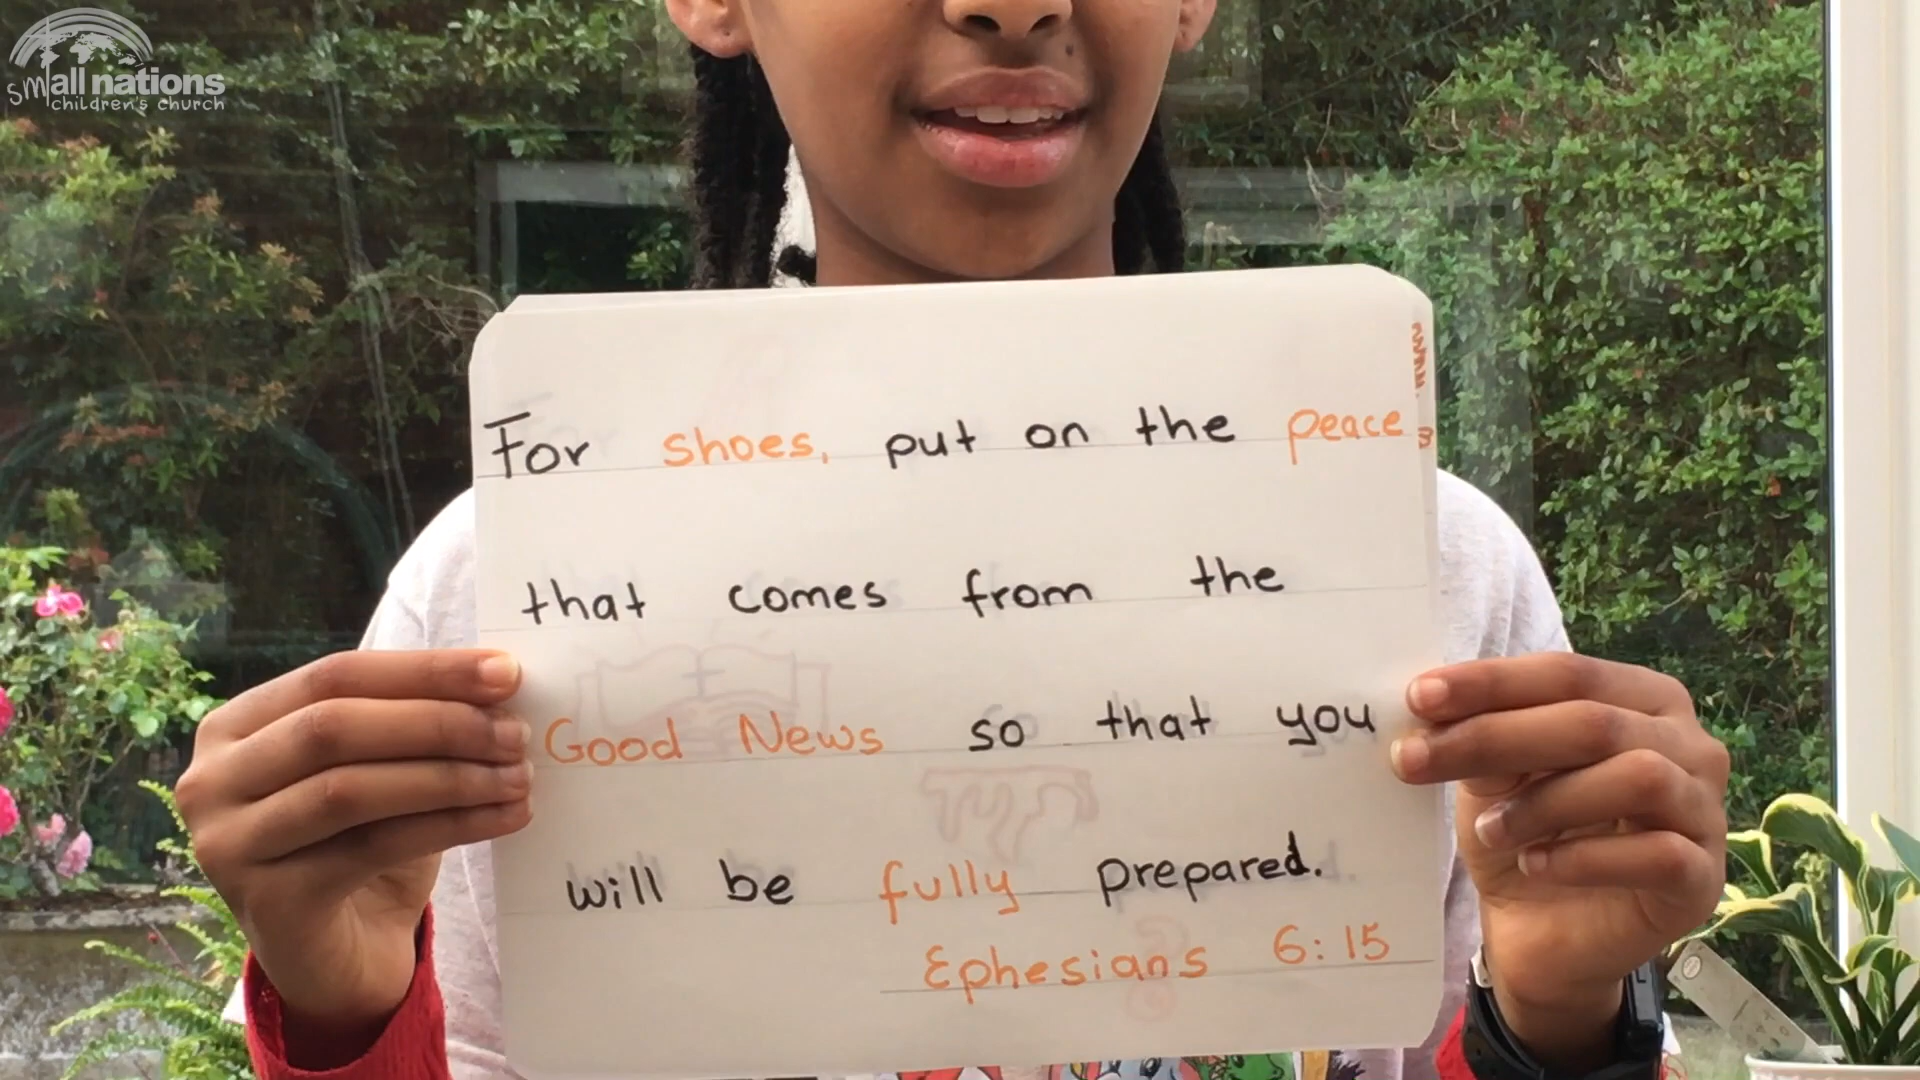 small nations
children's church
For shoes, put on the peace
that comes from the
Good News so that you
will be fully prepared.
Ephesians 6:15